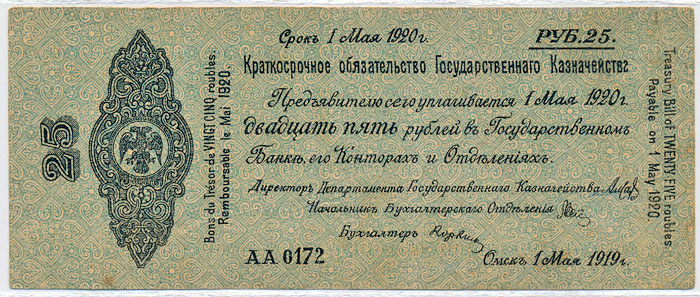 Срокъ 1 Мая 1920 г.
РУБ. 25.
Краткосрочное обязательство Государственнаго Казначейства
Предъявителю сего уплачивается 1 Мая 1920 г.
двадцать пять рублей въ Государственномъ
Банкѣ, его Конторахъ и Отдѣленіяхъ.
Директоръ Департамента Государственнаго Казначейства
Начальникъ Бухгалтерскаго Отдѣленія
Бухгалтеръ
АА 0172
Омскъ 1 Мая 1919 г.
25
Bons du Trésor de VINGT CINQ roubles.
Remboursable le Mai 1920.
Treasury Bill of TWENTY-FIVE roubles
Payable on 1 May 1920.